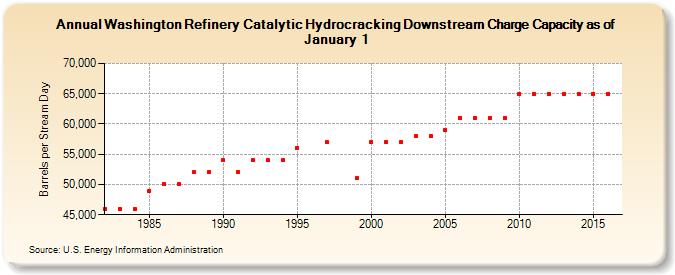 Annual Washington Refinery Catalytic Hydrocracking Downstream Charge Capacity as of
January 1
Barrels per Stream Day
70,000
65,000
60,000
55,000
50,000
45,000
1985 1990 1995 2000 2005 2010 2015
Source: U.S. Energy Information Administration